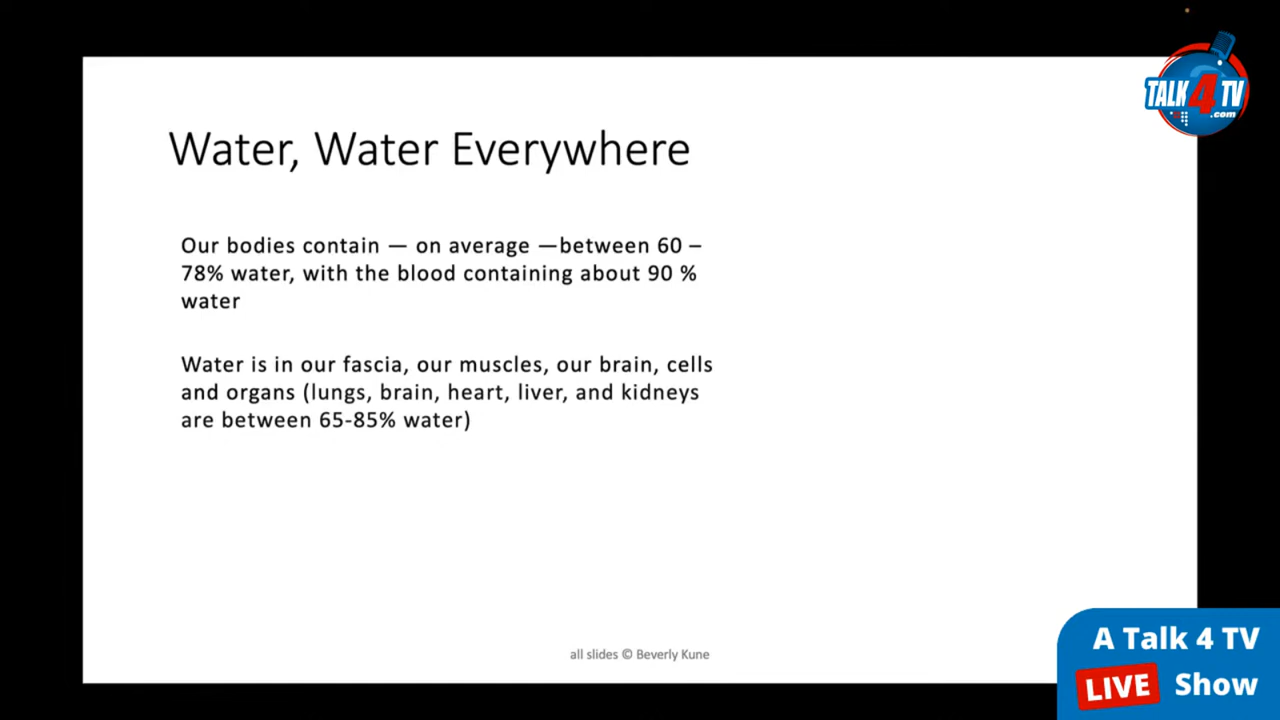 TALK 4 TV
.com
Water, Water Everywhere
Our bodies contain — on average —between 60 –
78% water, with the blood containing about 90 %
water
Water is in our fascia, our muscles, our brain, cells
and organs (lungs, brain, heart, liver, and kidneys
are between 65-85% water)
all slides © Beverly Kune
A Talk 4 TV
LIVE Show